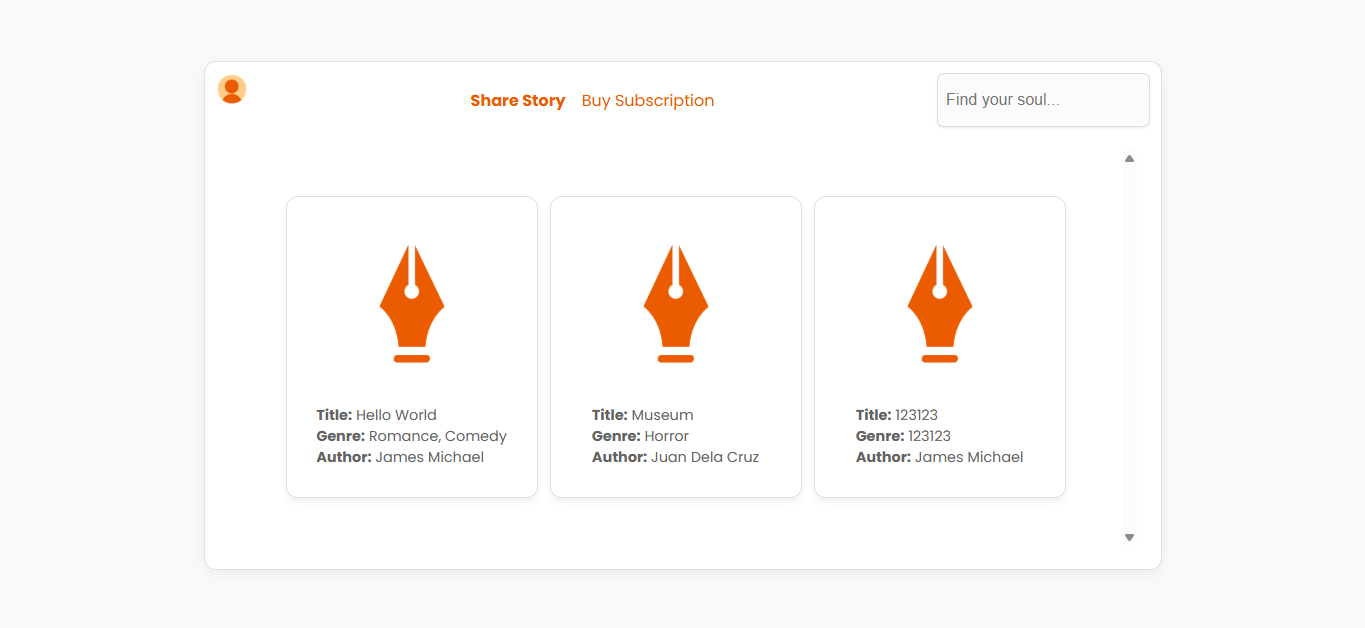 Share Story Buy Subscription
Find your soul...
Title: Hello World
Genre: Romance, Comedy
Author: James Michael
Title: Museum
Genre: Horror
Author: Juan Dela Cruz
Title: 123123
Genre: 123123
Author: James Michael